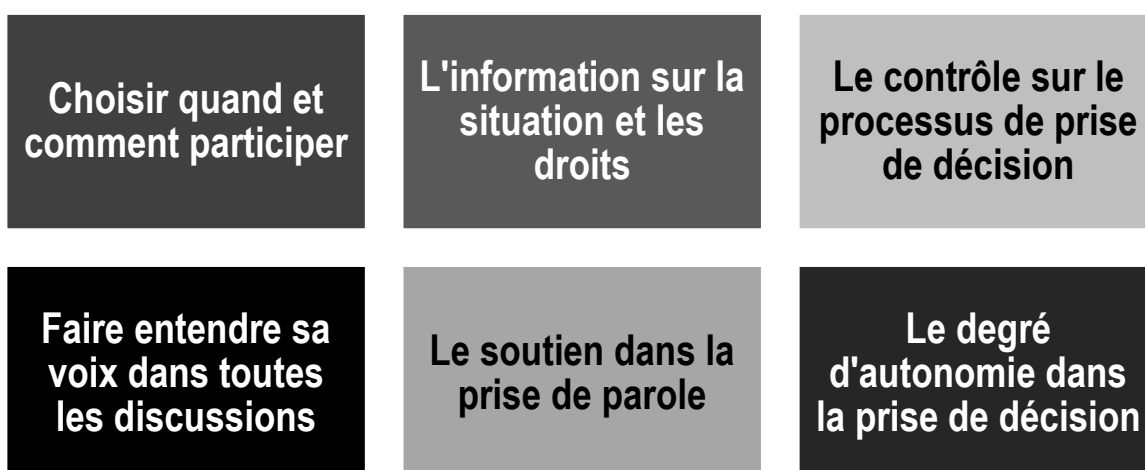 Choisir quand et
comment participer
L'information sur la
situation et les
droits
Le contrôle sur le
processus de prise
de décision
Faire entendre sa
voix dans toutes
les discussions
Le soutien dans la
prise de parole
Le degré
d'autonomie dans
la prise de décision